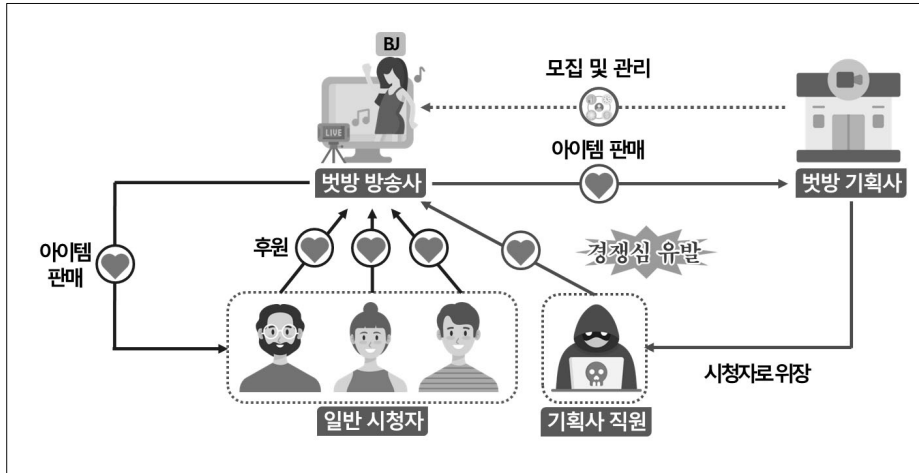 BJ
모집 및 관리
LIVE
아이템 판매
벗방 방송사
벗방 기획사
아이템
판매
후원
경쟁심 유발
시청자로 위장
일반 시청자
기획사 직원